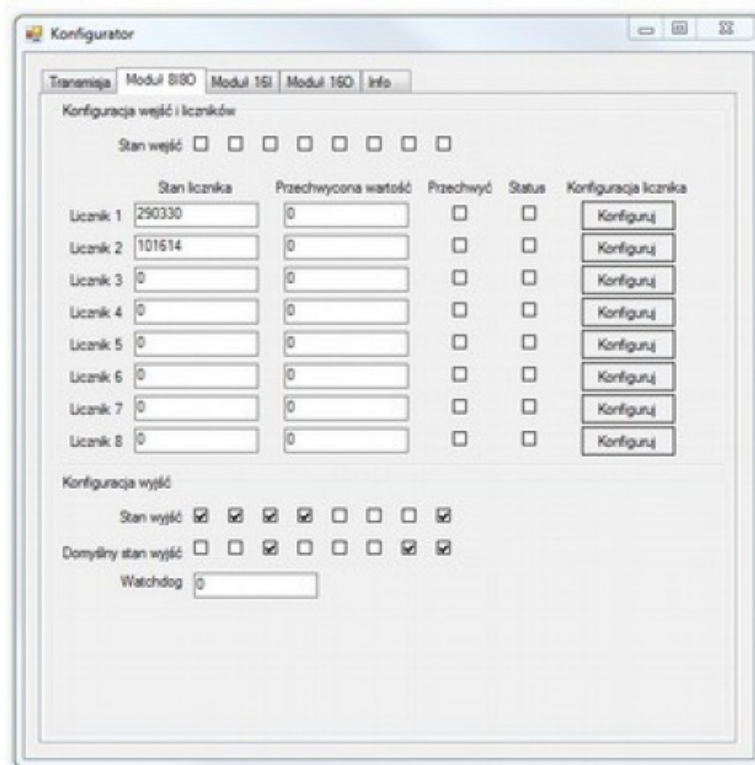 Konfigurator
Transmisja Moduł 8I8O Moduł 16I Moduł 16O Info
Konfiguracja wejść i liczników
Stan wejść
Stan licznika Przechwycona wartość Przechwyć Status Konfiguracja licznika
Licznik 1 290330 0 Konfiguruj
Licznik 2 101614 0 Konfiguruj
Licznik 3 0 0 Konfiguruj
Licznik 4 0 0 Konfiguruj
Licznik 5 0 0 Konfiguruj
Licznik 6 0 0 Konfiguruj
Licznik 7 0 0 Konfiguruj
Licznik 8 0 0 Konfiguruj
Konfiguracja wyjść
Stan wyjść
Domyślny stan wyjść
Watchdog 0